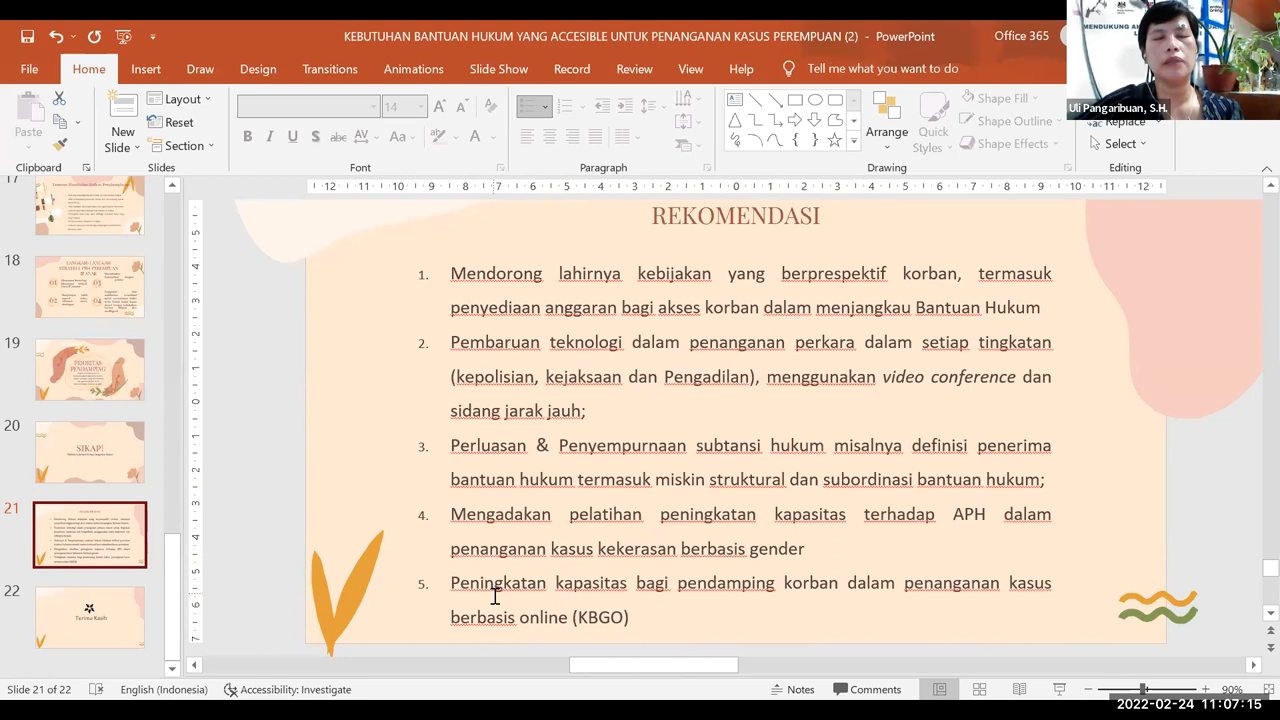 KEBUTUHAN BANTUAN HUKUM YANG ACCESIBLE UNTUK PENANGANAN KASUS PEREMPUAN (2) - PowerPoint
Office 365
File
Home
Insert
Draw
Design
Transitions
Animations
Slide Show
Record
Review
View
Help
Tell me what you want to do
Uli Pangaribuan, S.H.
Paste
New
Slide
Layout
Reset
Section
14
B I U S
Aa
A
Arrange
Quick
Styles
Shape Fill
Shape Outline
Shape Effects
Replace
Select
Clipboard
Slides
Font
Paragraph
Drawing
Editing
17
18
19
PRIORITAS
PENDAMPING
20
SIKAP!
21
22
Terima Kasih
REKOMENDASI
1. Mendorong lahirnya kebijakan yang bergrespektif korban, termasuk
penyediaan anggaran bagi akses korban dalam menjangkau Bantuan Hukum
2. Pembaruan teknologi dalam penanganan perkara dalam setiap tingkatan
(kepolisian, kejaksaan dan Pengadilan), menggunakan video conference dan
sidang jarak jauh;
3. Perluasan & Penyempurnaan subtansi hukum misalnya definisi penerima
bantuan hukum termasuk miskin struktural dan subordinasi bantuan hukum;
4. Mengadakan pelatihan peningkatan kapasitas terhadap APH dalam
penanganan kasus kekerasan berbasis gender
5. Peningkatan kapasitas bagi pendamping korban dalam penanganan kasus
berbasis online (KBGO)
Slide 21 of 22
English (Indonesia)
Accessibility: Investigate
Notes
Comments
90%
2022-02-24 11:07:15